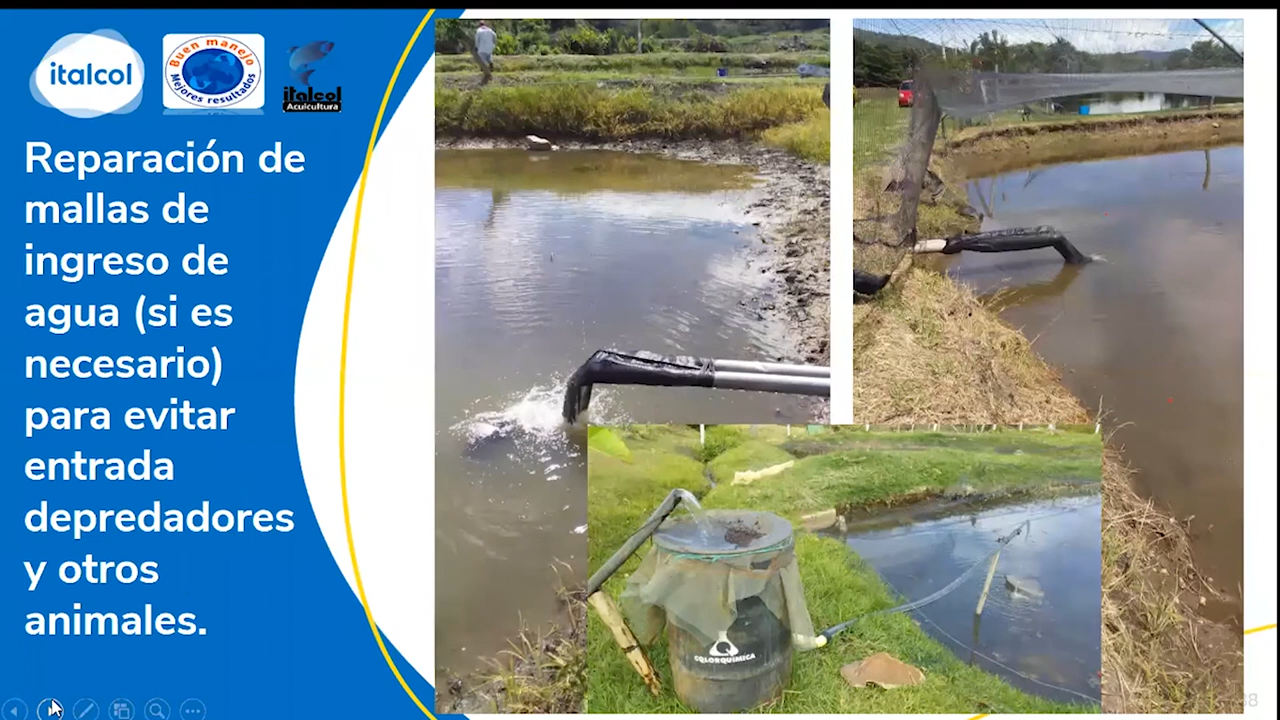 italcol
Buen manejo
Mejores resultados
italcol
Acuicultura
Reparación de
mallas de
ingreso de
agua (si es
necesario)
para evitar
entrada
depredadores
y otros
animales.
COLORQUIMICA